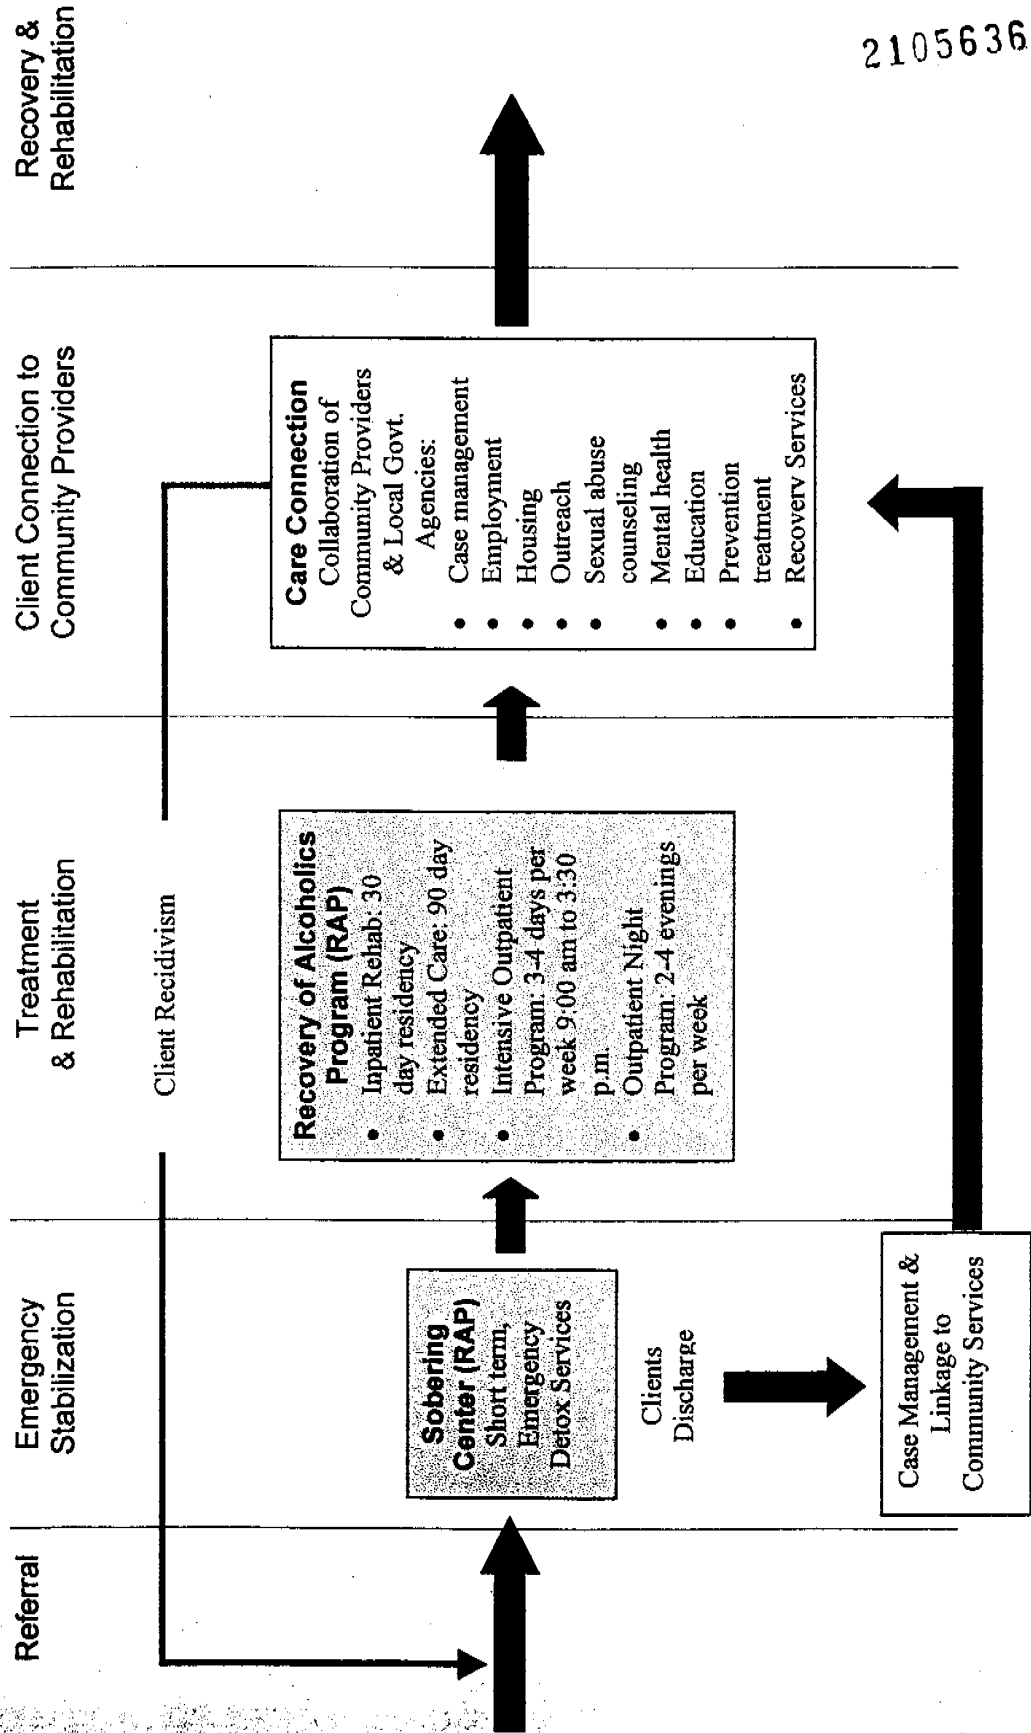 2105636
Referral
Emergency
Stabilization
Treatment
& Rehabilitation
Client Connection to
Community Providers
Recovery &
Rehabilitation
Client Recidivism
Sobering
Center (RAP)
Short term,
Emergency
Detox Services
Clients
Discharge
Case Management &
Linkage to
Community Services
Recovery of Alcoholics
Program (RAP)
• Inpatient Rehab: 30
day residency
• Extended Care: 90 day
residency
• Intensive Outpatient
Program: 3-4 days per
week 9:00 am to 3:30
p.m.
• Outpatient Night
Program: 2-4 evenings
per week
Care Connection
Collaboration of
Community Providers
& Local Govt.
Agencies:
• Case management
• Employment
• Housing
• Outreach
• Sexual abuse
counseling
• Mental health
• Education
• Prevention
treatment
• Recovery Services